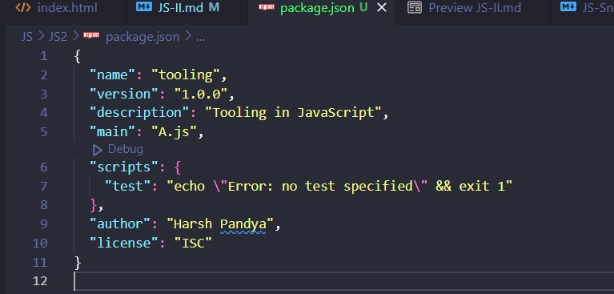 index.html JS-II.md M package.json U Preview JS-II.md JS-Sn
JS > JS2 > package.json > ...
1 {
2 "name": "tooling",
3 "version": "1.0.0",
4 "description": "Tooling in JavaScript",
5 "main": "A.js",
Debug
6 "scripts": {
7 "test": "echo \"Error: no test specified\" && exit 1"
8 },
9 "author": "Harsh Pandya",
10 "license": "ISC"
11 }
12